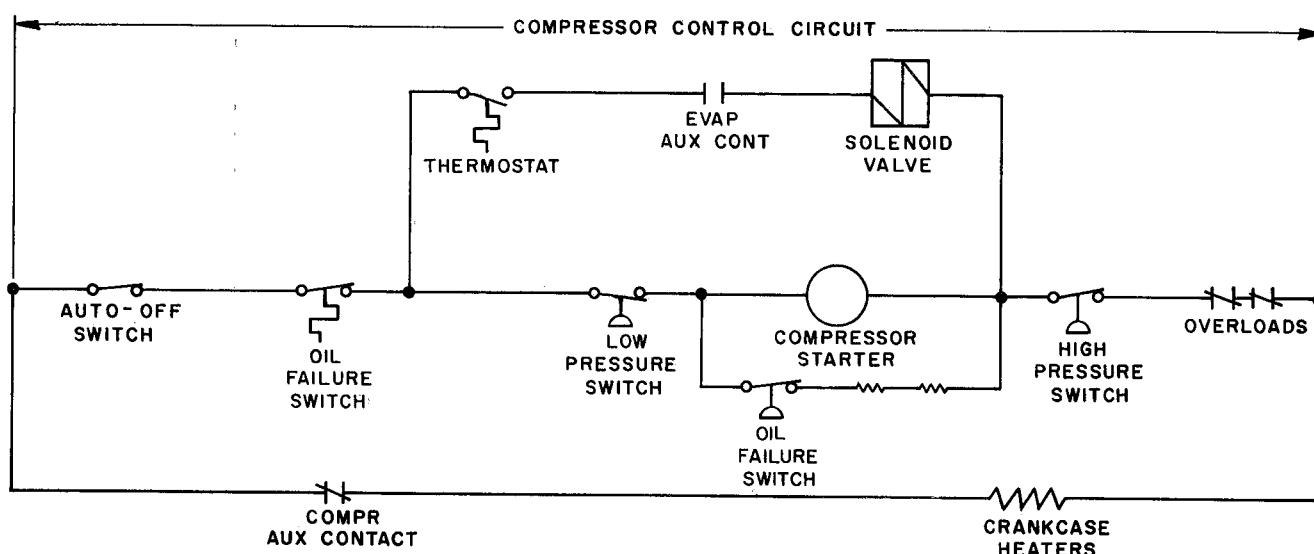 COMPRESSOR CONTROL CIRCUIT
THERMOSTAT
EVAP
AUX CONT
SOLENOID
VALVE
AUTO-OFF
SWITCH
OIL
FAILURE
SWITCH
LOW
PRESSURE
SWITCH
COMPRESSOR
STARTER
HIGH
PRESSURE
SWITCH
OVERLOADS
OIL
FAILURE
SWITCH
COMPR
AUX CONTACT
CRANKCASE
HEATERS